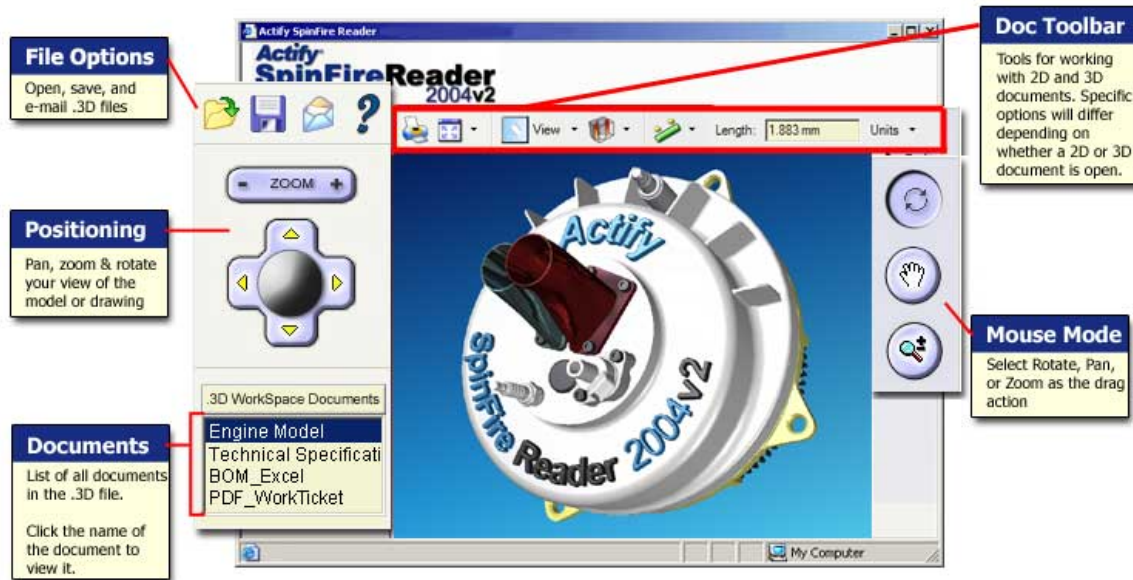 Actify SpinFire Reader
Actify
SpinFireReader
2004v2
File Options
Open, save, and
e-mail .3D files
Doc Toolbar
Tools for working
with 2D and 3D
documents. Specific
options will differ
depending on
whether a 2D or 3D
document is open.
View
Length: 1.883 mm
Units
- ZOOM +
Positioning
Pan, zoom & rotate
your view of the
model or drawing
Actify
SpinFire Reader 2004v2
Mouse Mode
Select Rotate, Pan,
or Zoom as the drag
action
.3D WorkSpace Documents
Engine Model
Technical Specificati
BOM_Excel
PDF_WorkTicket
Documents
List of all documents
in the .3D file.
Click the name of
the document to
view it.
My Computer